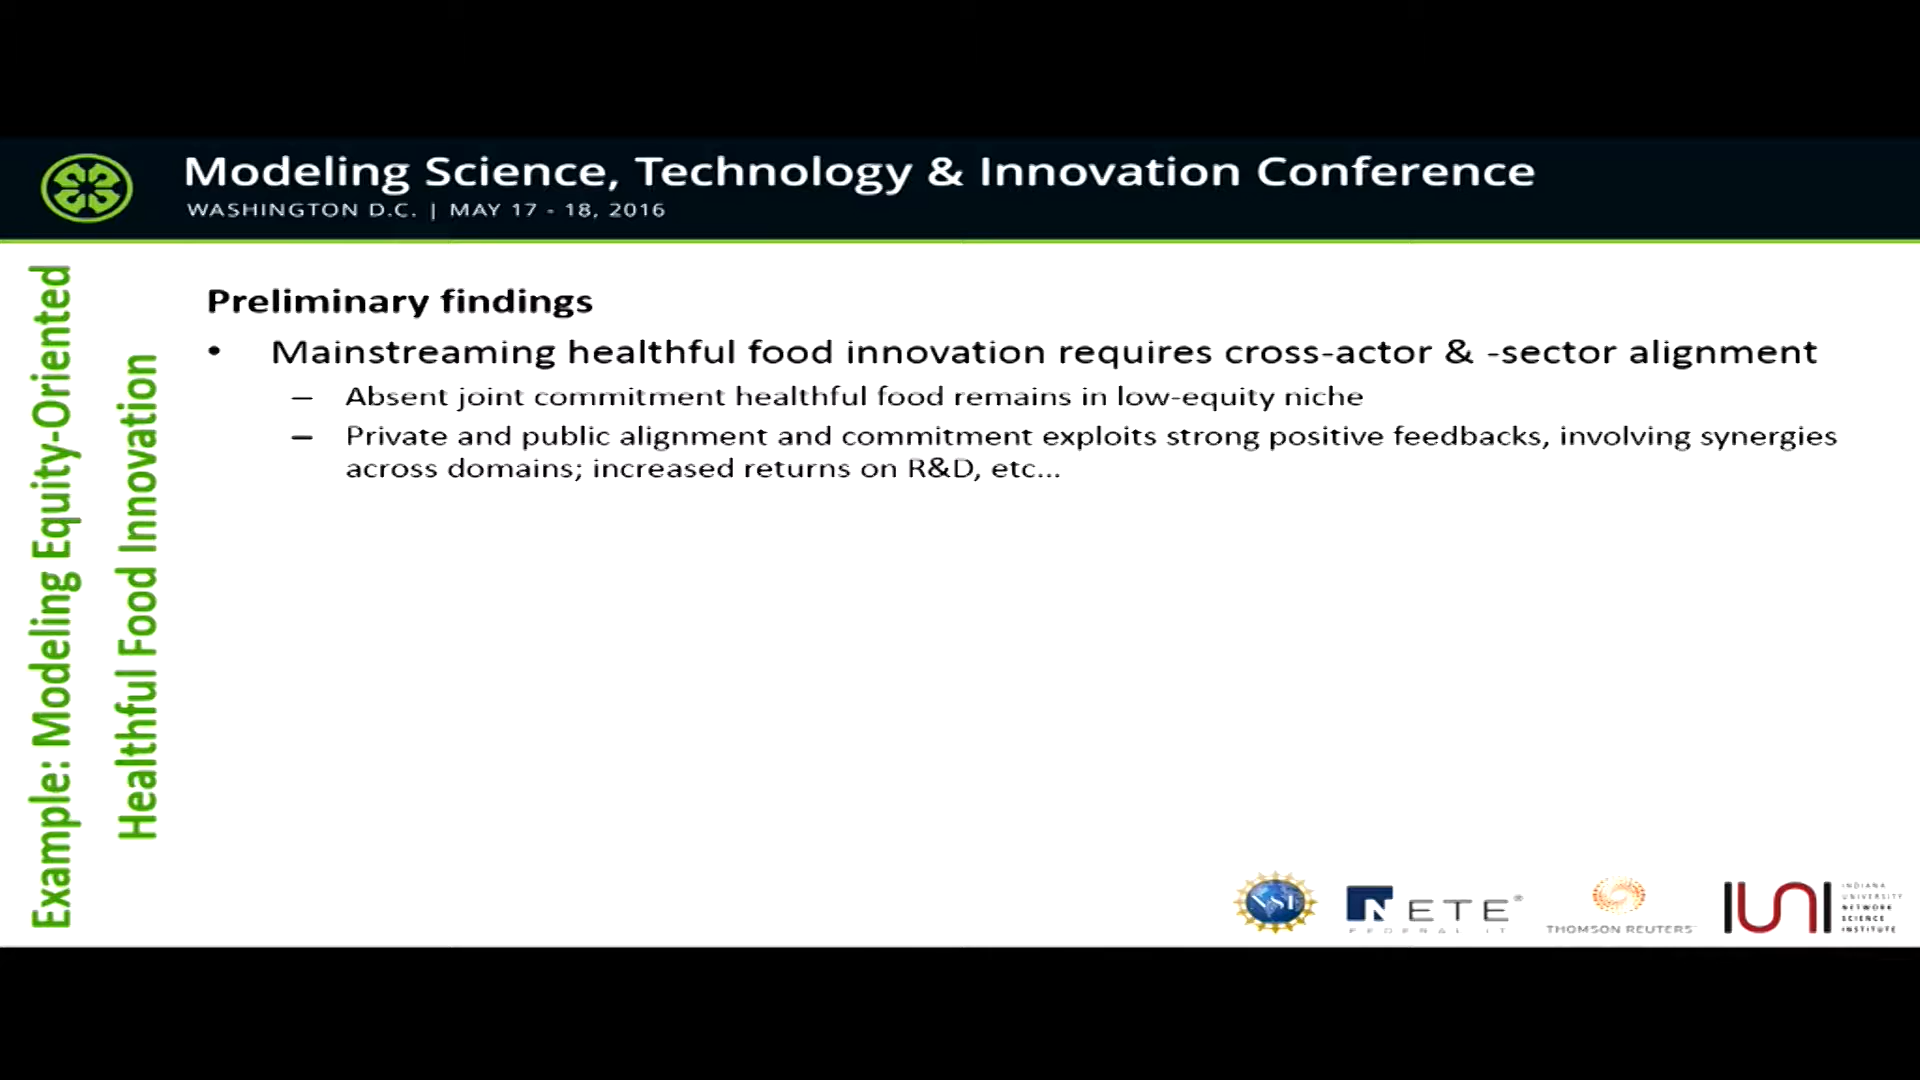 Modeling Science, Technology & Innovation Conference
WASHINGTON D.C. | MAY 17 - 18, 2016
Example: Modeling Equity-Oriented
Healthful Food Innovation
Preliminary findings
• Mainstreaming healthful food innovation requires cross-actor & -sector alignment
– Absent joint commitment healthful food remains in low-equity niche
– Private and public alignment and commitment exploits strong positive feedbacks, involving synergies
across domains; increased returns on R&D, etc...
NSF
NETE®
FEDERAL IT
THOMSON REUTERS
IUNI
INDIANA
UNIVERSITY
NETWORK
SCIENCE
INSTITUTE